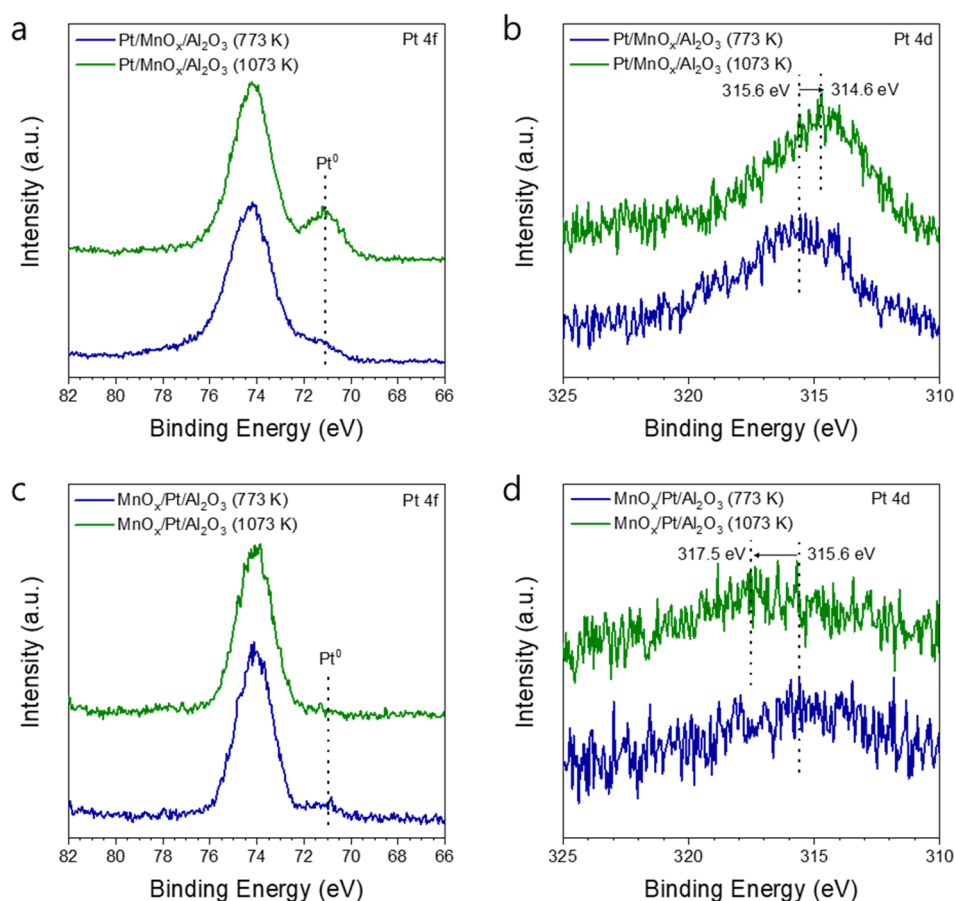 a
Pt/MnOₓ/Al₂O₃ (773 K)
Pt 4f
Pt/MnOₓ/Al₂O₃ (1073 K)
Pt⁰
Intensity (a.u.)
82 80 78 76 74 72 70 68 66
Binding Energy (eV)
b
Pt/MnOₓ/Al₂O₃ (773 K)
Pt 4d
Pt/MnOₓ/Al₂O₃ (1073 K)
315.6 eV
314.6 eV
Intensity (a.u.)
325 320 315 310
Binding Energy (eV)
c
MnOₓ/Pt/Al₂O₃ (773 K)
Pt 4f
MnOₓ/Pt/Al₂O₃ (1073 K)
Pt⁰
Intensity (a.u.)
82 80 78 76 74 72 70 68 66
Binding Energy (eV)
d
MnOₓ/Pt/Al₂O₃ (773 K)
Pt 4d
MnOₓ/Pt/Al₂O₃ (1073 K)
317.5 eV
315.6 eV
Intensity (a.u.)
325 320 315 310
Binding Energy (eV)